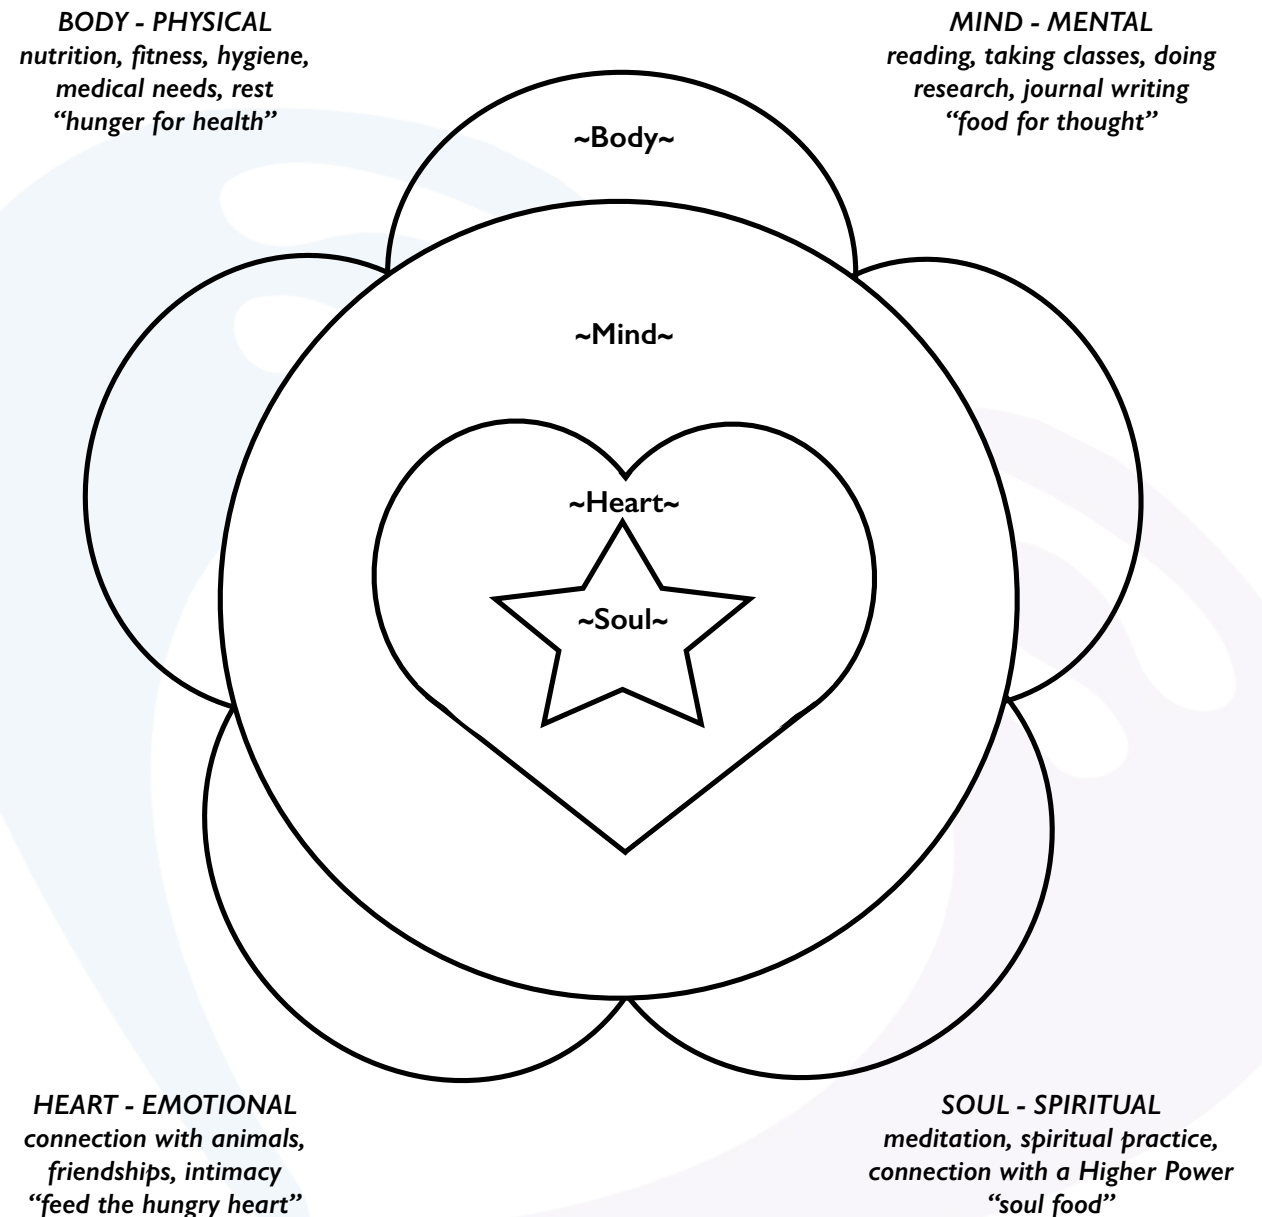 BODY - PHYSICAL
nutrition, fitness, hygiene,
medical needs, rest
“hunger for health”
MIND - MENTAL
reading, taking classes, doing
research, journal writing
“food for thought”
~Body~
~Mind~
~Heart~
~Soul~
HEART - EMOTIONAL
connection with animals,
friendships, intimacy
“feed the hungry heart”
SOUL - SPIRITUAL
meditation, spiritual practice,
connection with a Higher Power
“soul food”